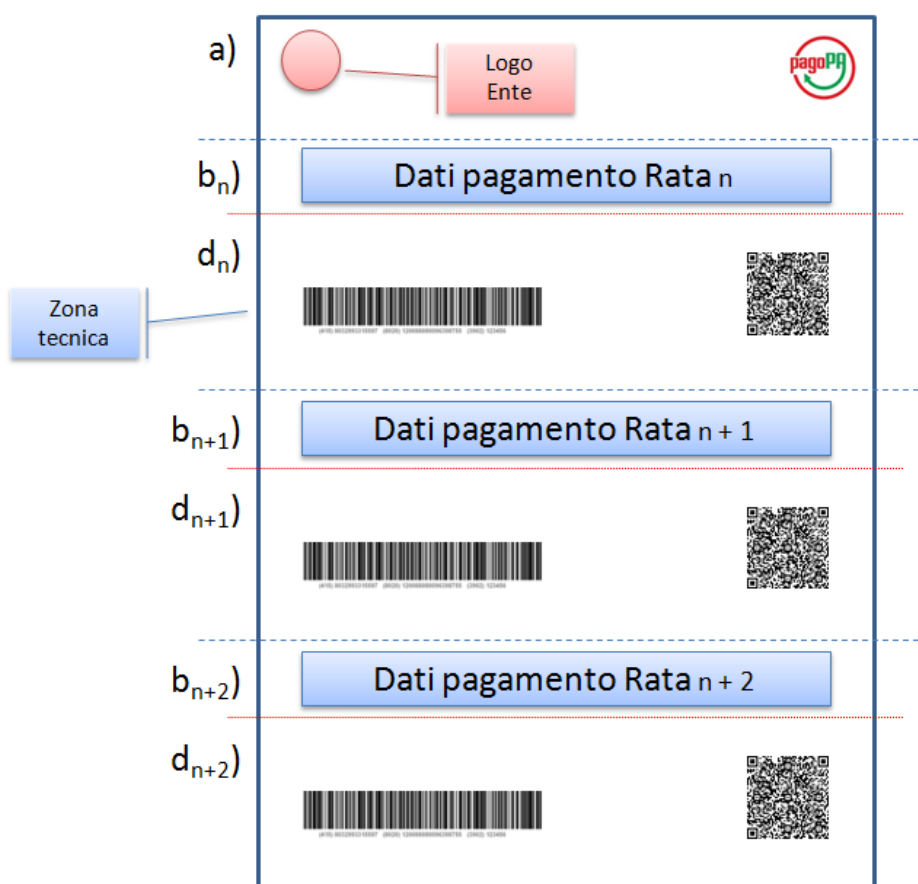 a)
Logo
Ente
pagoPA
bₙ)
Dati pagamento Rata n
dₙ)
Zona
tecnica
bₙ₊₁)
Dati pagamento Rata n + 1
dₙ₊₁)
bₙ₊₂)
Dati pagamento Rata n + 2
dₙ₊₂)